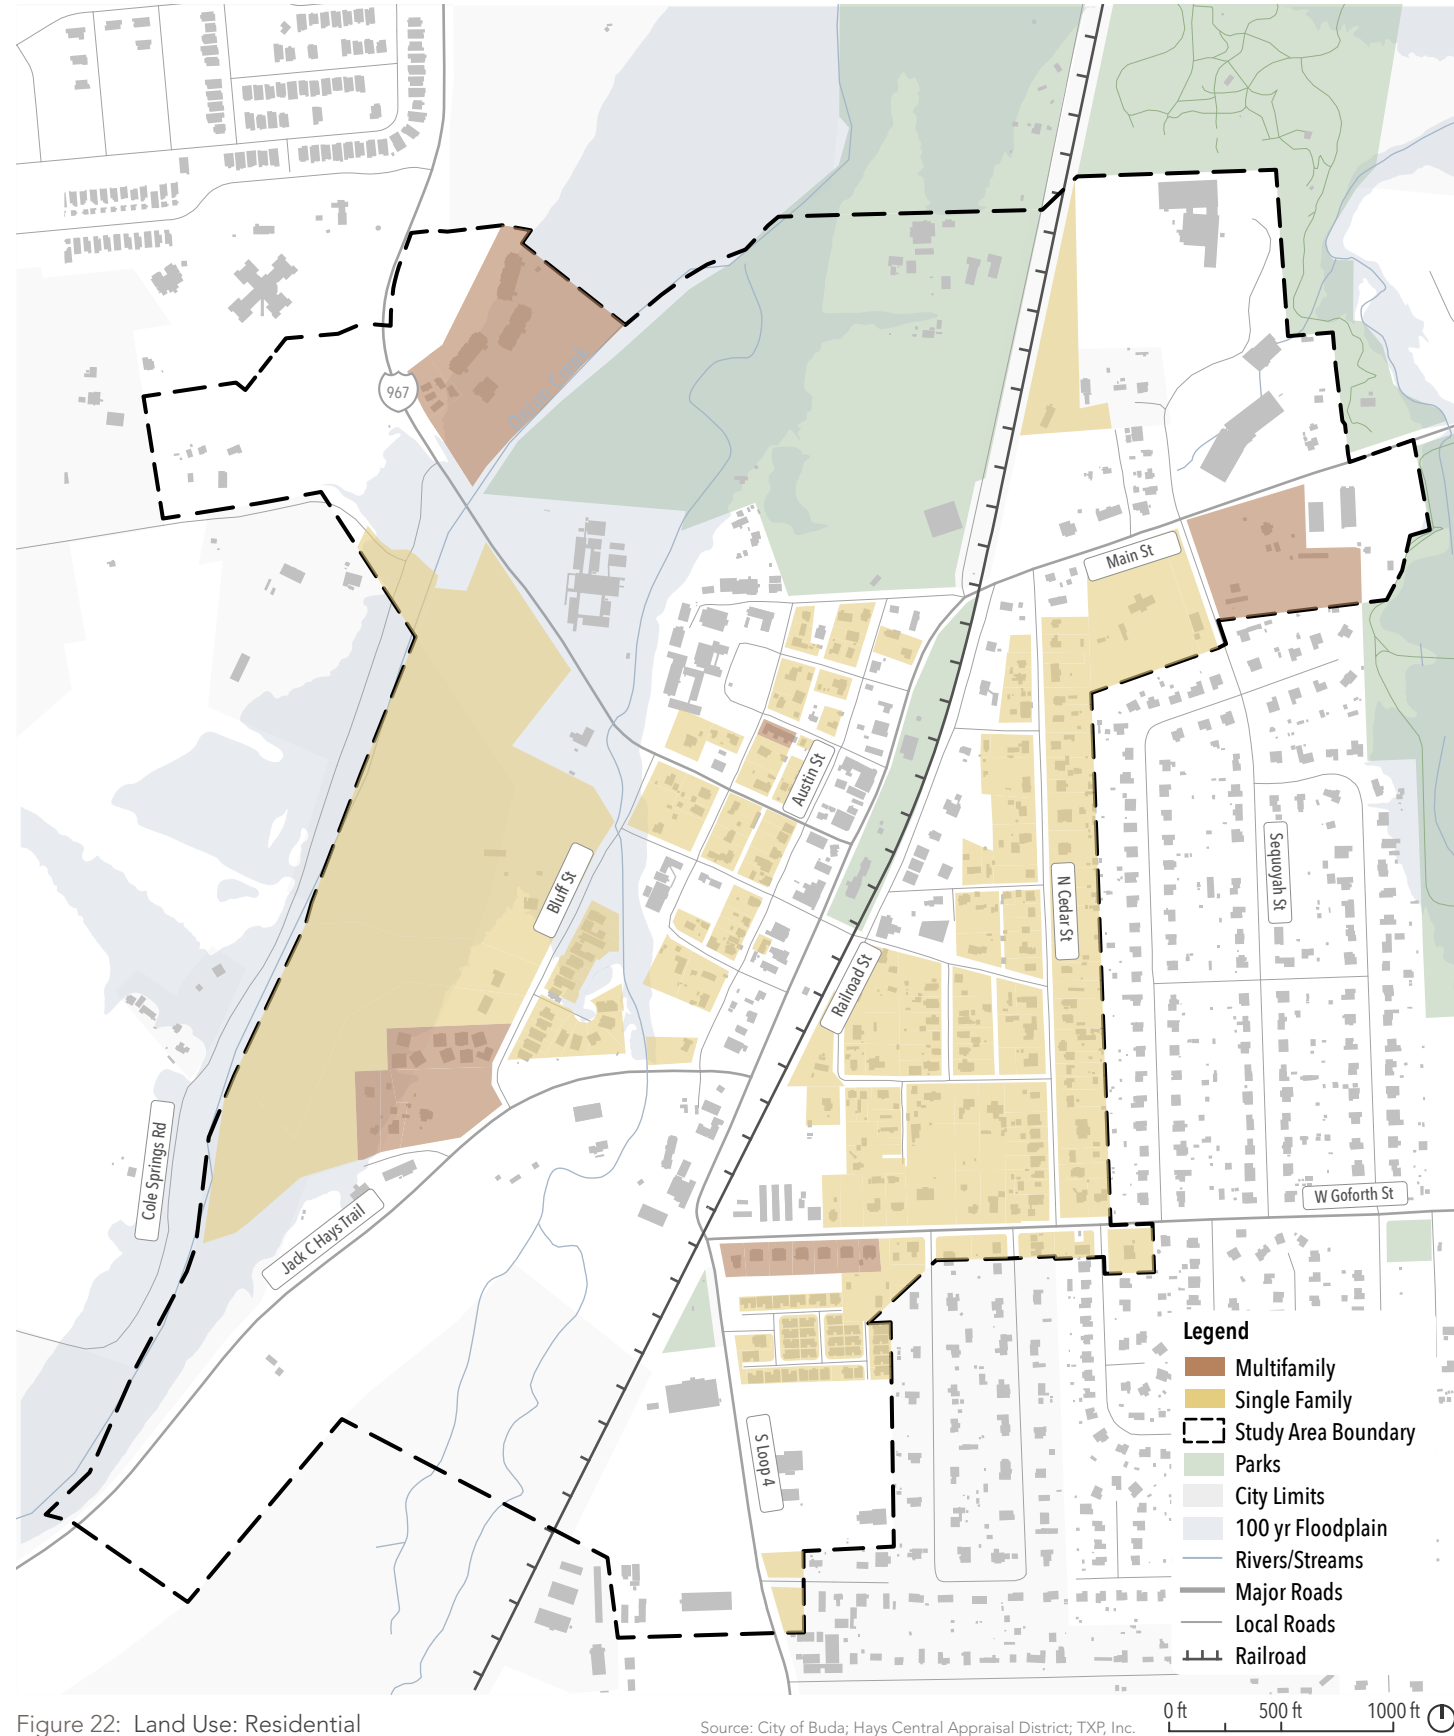 967
Onion Creek
Main St
Austin St
Bluff St
N Cedar St
Sequoyah St
Railroad St
Cole Springs Rd
Jack C Hays Trail
W Goforth St
S Loop 4
Legend
Multifamily
Single Family
Study Area Boundary
Parks
City Limits
100 yr Floodplain
Rivers/Streams
Major Roads
Local Roads
Railroad
0 ft 500 ft 1000 ft
Figure 22: Land Use: Residential
Source: City of Buda; Hays Central Appraisal District; TXP, Inc.